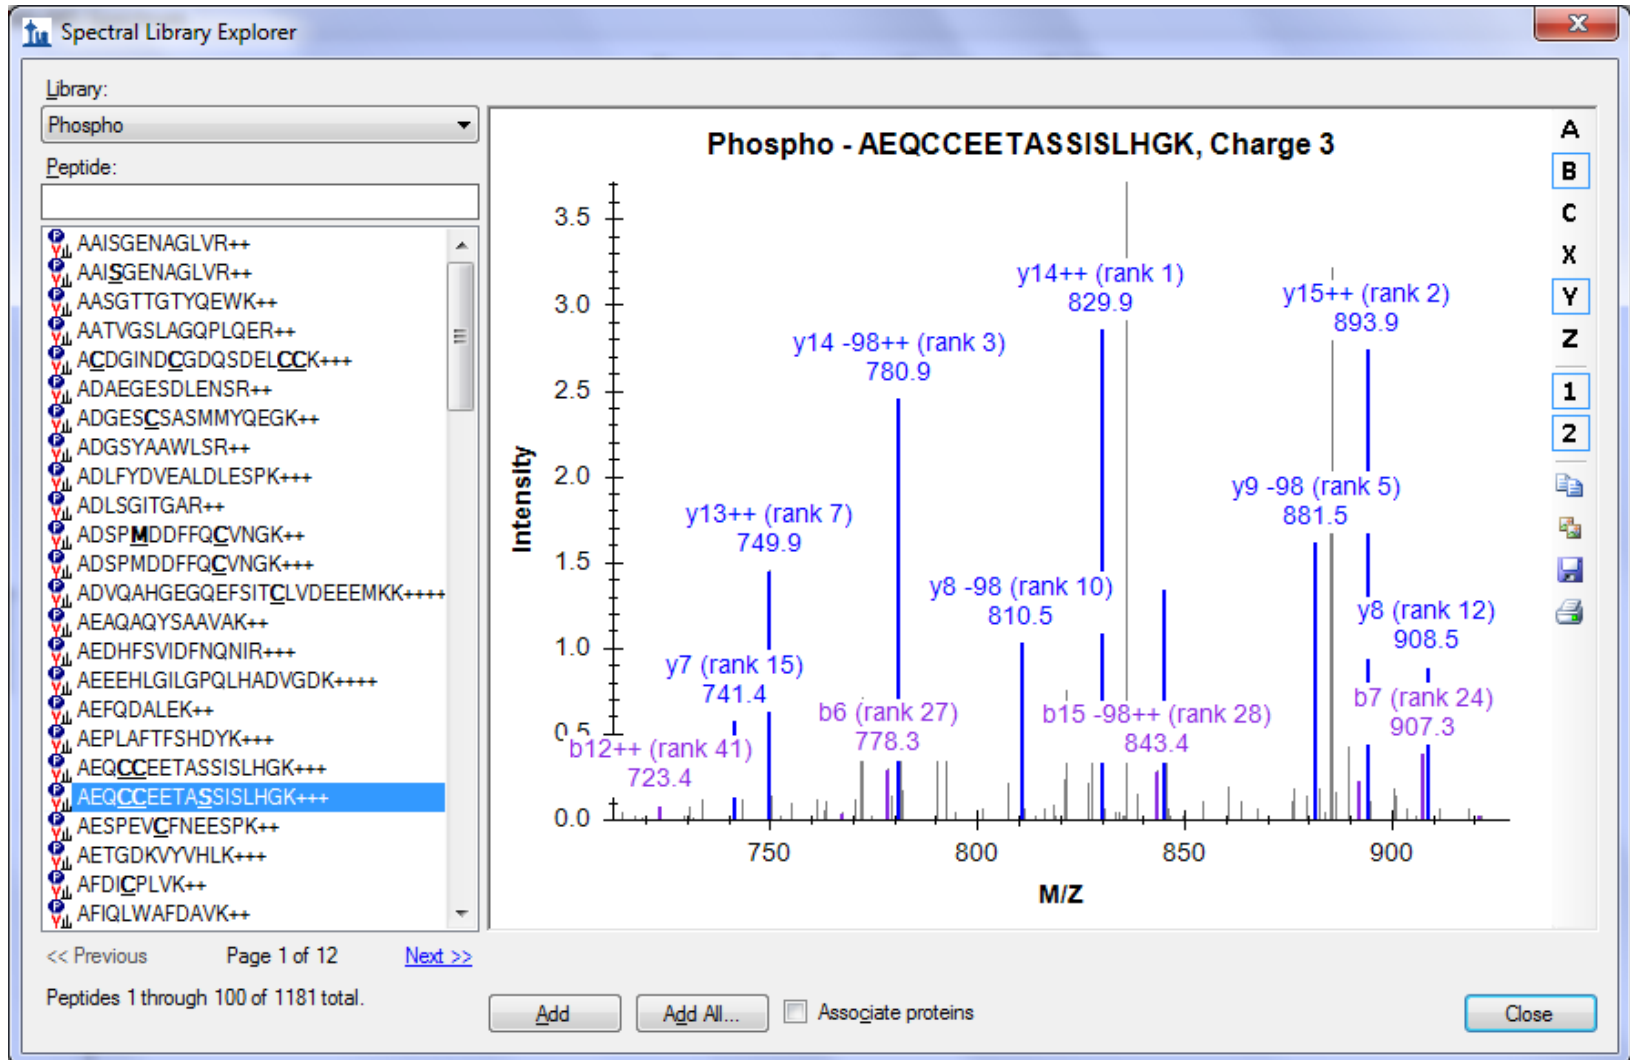 Spectral Library Explorer
Library:
Phospho
Peptide:
AAISGENAGLVR++
AAISGENAGLVR++
AASGTTGTYQEWK++
AATVGSLAGQPLQER++
ACDGINDCGDQSDELCCK+++
ADAEGESDLENSR++
ADGESCSASMMYQEGK++
ADGSYAAWLSR++
ADLFYDVEALDLESPK+++
ADLSGITGAR++
ADSPMDDFFQCVNGK++
ADSPMDDFFQCVNGK+++
ADVQAHGEGQEFSITCLVDEEEMKK++++
AEAQAQYSAAVAK++
AEDHFSVIDFNQNIR+++
AEEEHLGILGPQLHADVGDK++++
AEFQDALEK++
AEPLAFTFSHDYK+++
AEQCCEETASSISLHGK+++
AEQCCEETASSISLHGK+++
AESPEVCFNEESPK++
AETGDKVYVHLK+++
AFDICPLVK++
AFIQLWAFDAVK++
<< Previous
Page 1 of 12
Next >>
Peptides 1 through 100 of 1181 total.
Phospho - AEQCCEETASSISLHGK, Charge 3
Intensity
3.5
3.0
2.5
2.0
1.5
1.0
0.5
0.0
y14++ (rank 1)
829.9
y15++ (rank 2)
893.9
y14 -98++ (rank 3)
780.9
y9 -98 (rank 5)
881.5
y13++ (rank 7)
749.9
y8 -98 (rank 10)
810.5
y8 (rank 12)
908.5
y7 (rank 15)
741.4
b7 (rank 24)
907.3
b6 (rank 27)
778.3
b15 -98++ (rank 28)
843.4
b12++ (rank 41)
723.4
750
800
850
900
M/Z
A
B
C
X
Y
Z
1
2
Add
Add All...
Associate proteins
Close